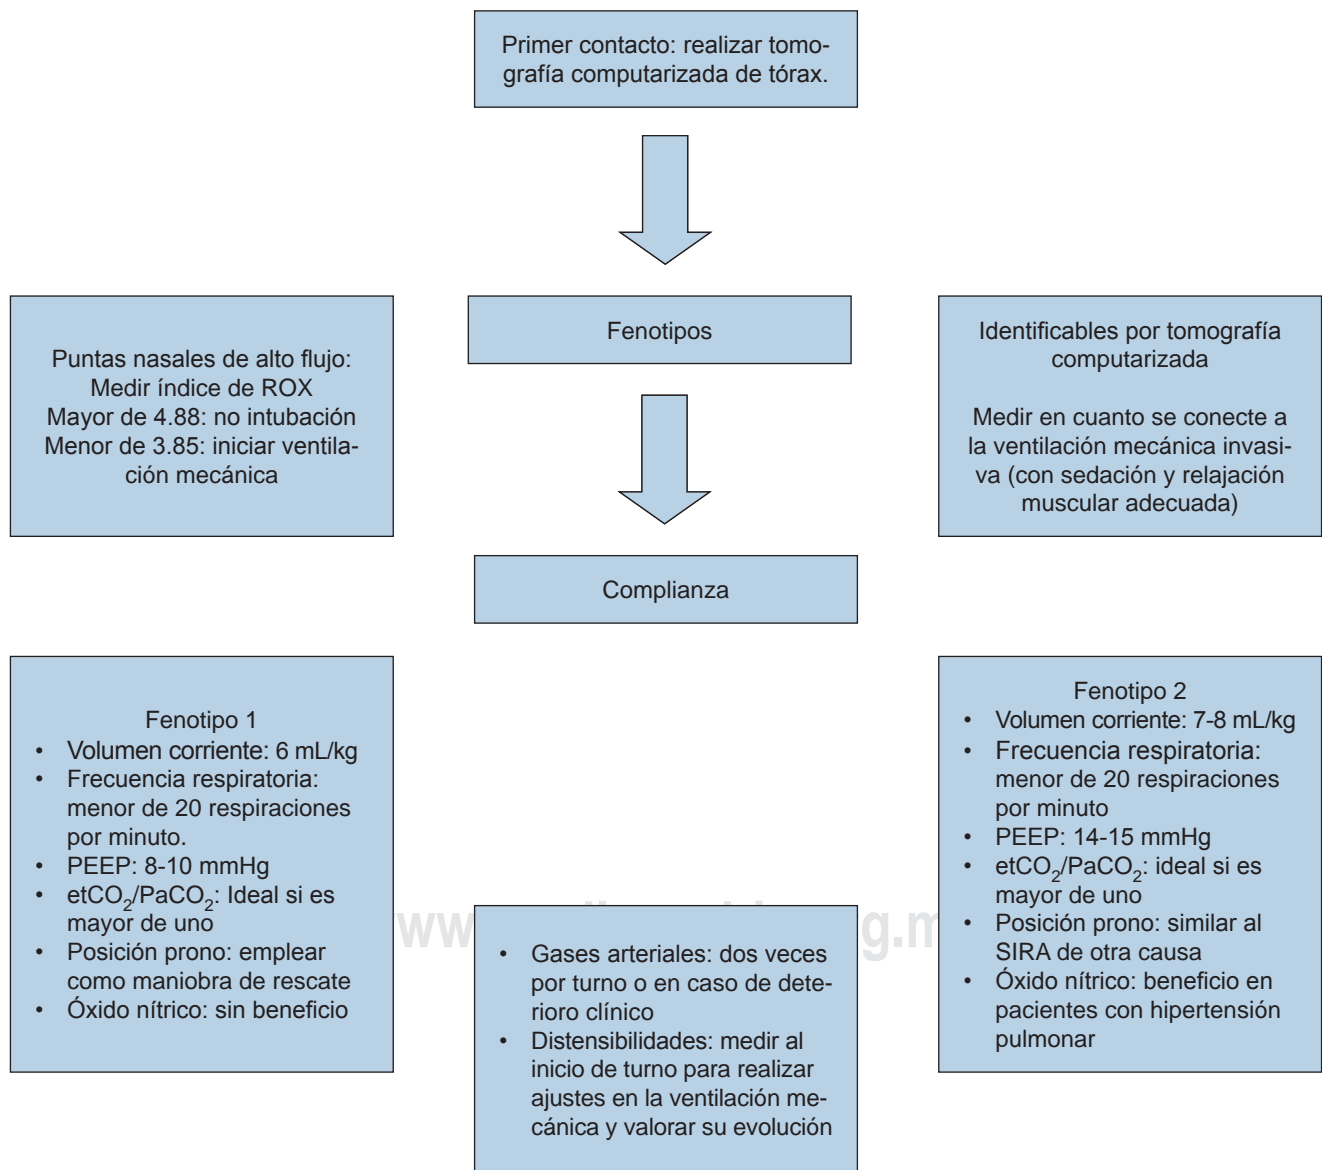 Primer contacto: realizar tomo-
grafía computarizada de tórax.
Puntas nasales de alto flujo:
Medir índice de ROX
Mayor de 4.88: no intubación
Menor de 3.85: iniciar ventila-
ción mecánica
Fenotipos
Identificables por tomografía
computarizada
Medir en cuanto se conecte a
la ventilación mecánica invasi-
va (con sedación y relajación
muscular adecuada)
Complianza
Fenotipo 1
• Volumen corriente: 6 mL/kg
• Frecuencia respiratoria:
menor de 20 respiraciones
por minuto.
• PEEP: 8-10 mmHg
• etCO₂/PaCO₂: Ideal si es
mayor de uno
• Posición prono: emplear
como maniobra de rescate
• Óxido nítrico: sin beneficio
• Gases arteriales: dos veces
por turno o en caso de dete-
rioro clínico
• Distensibilidades: medir al
inicio de turno para realizar
ajustes en la ventilación me-
cánica y valorar su evolución
Fenotipo 2
• Volumen corriente: 7-8 mL/kg
• Frecuencia respiratoria:
menor de 20 respiraciones
por minuto
• PEEP: 14-15 mmHg
• etCO₂/PaCO₂: ideal si es
mayor de uno
• Posición prono: similar al
SIRA de otra causa
• Óxido nítrico: beneficio en
pacientes con hipertensión
pulmonar